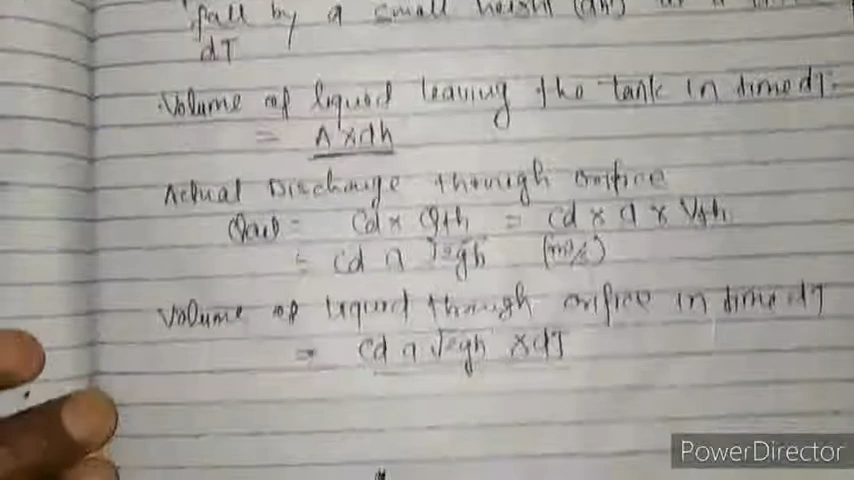 fall by a small height (dh)
dT
Volume of liquid leaving the tank in time dT
= A x dh
Actual Discharge through orifice
Qact = Cd x Qth = Cd x a x Vth
= Cd a √2gh (m³/s)
Volume of liquid through orifice in time dT
= Cd a √2gh x dT
PowerDirector